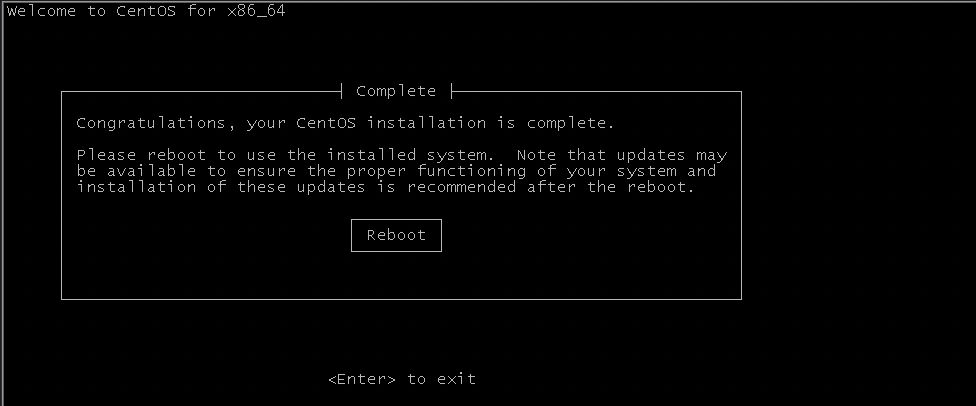 Welcome to CentOS for x86_64
Complete
Congratulations, your CentOS installation is complete.
Please reboot to use the installed system.  Note that updates may
be available to ensure the proper functioning of your system and
installation of these updates is recommended after the reboot.
Reboot
<Enter> to exit